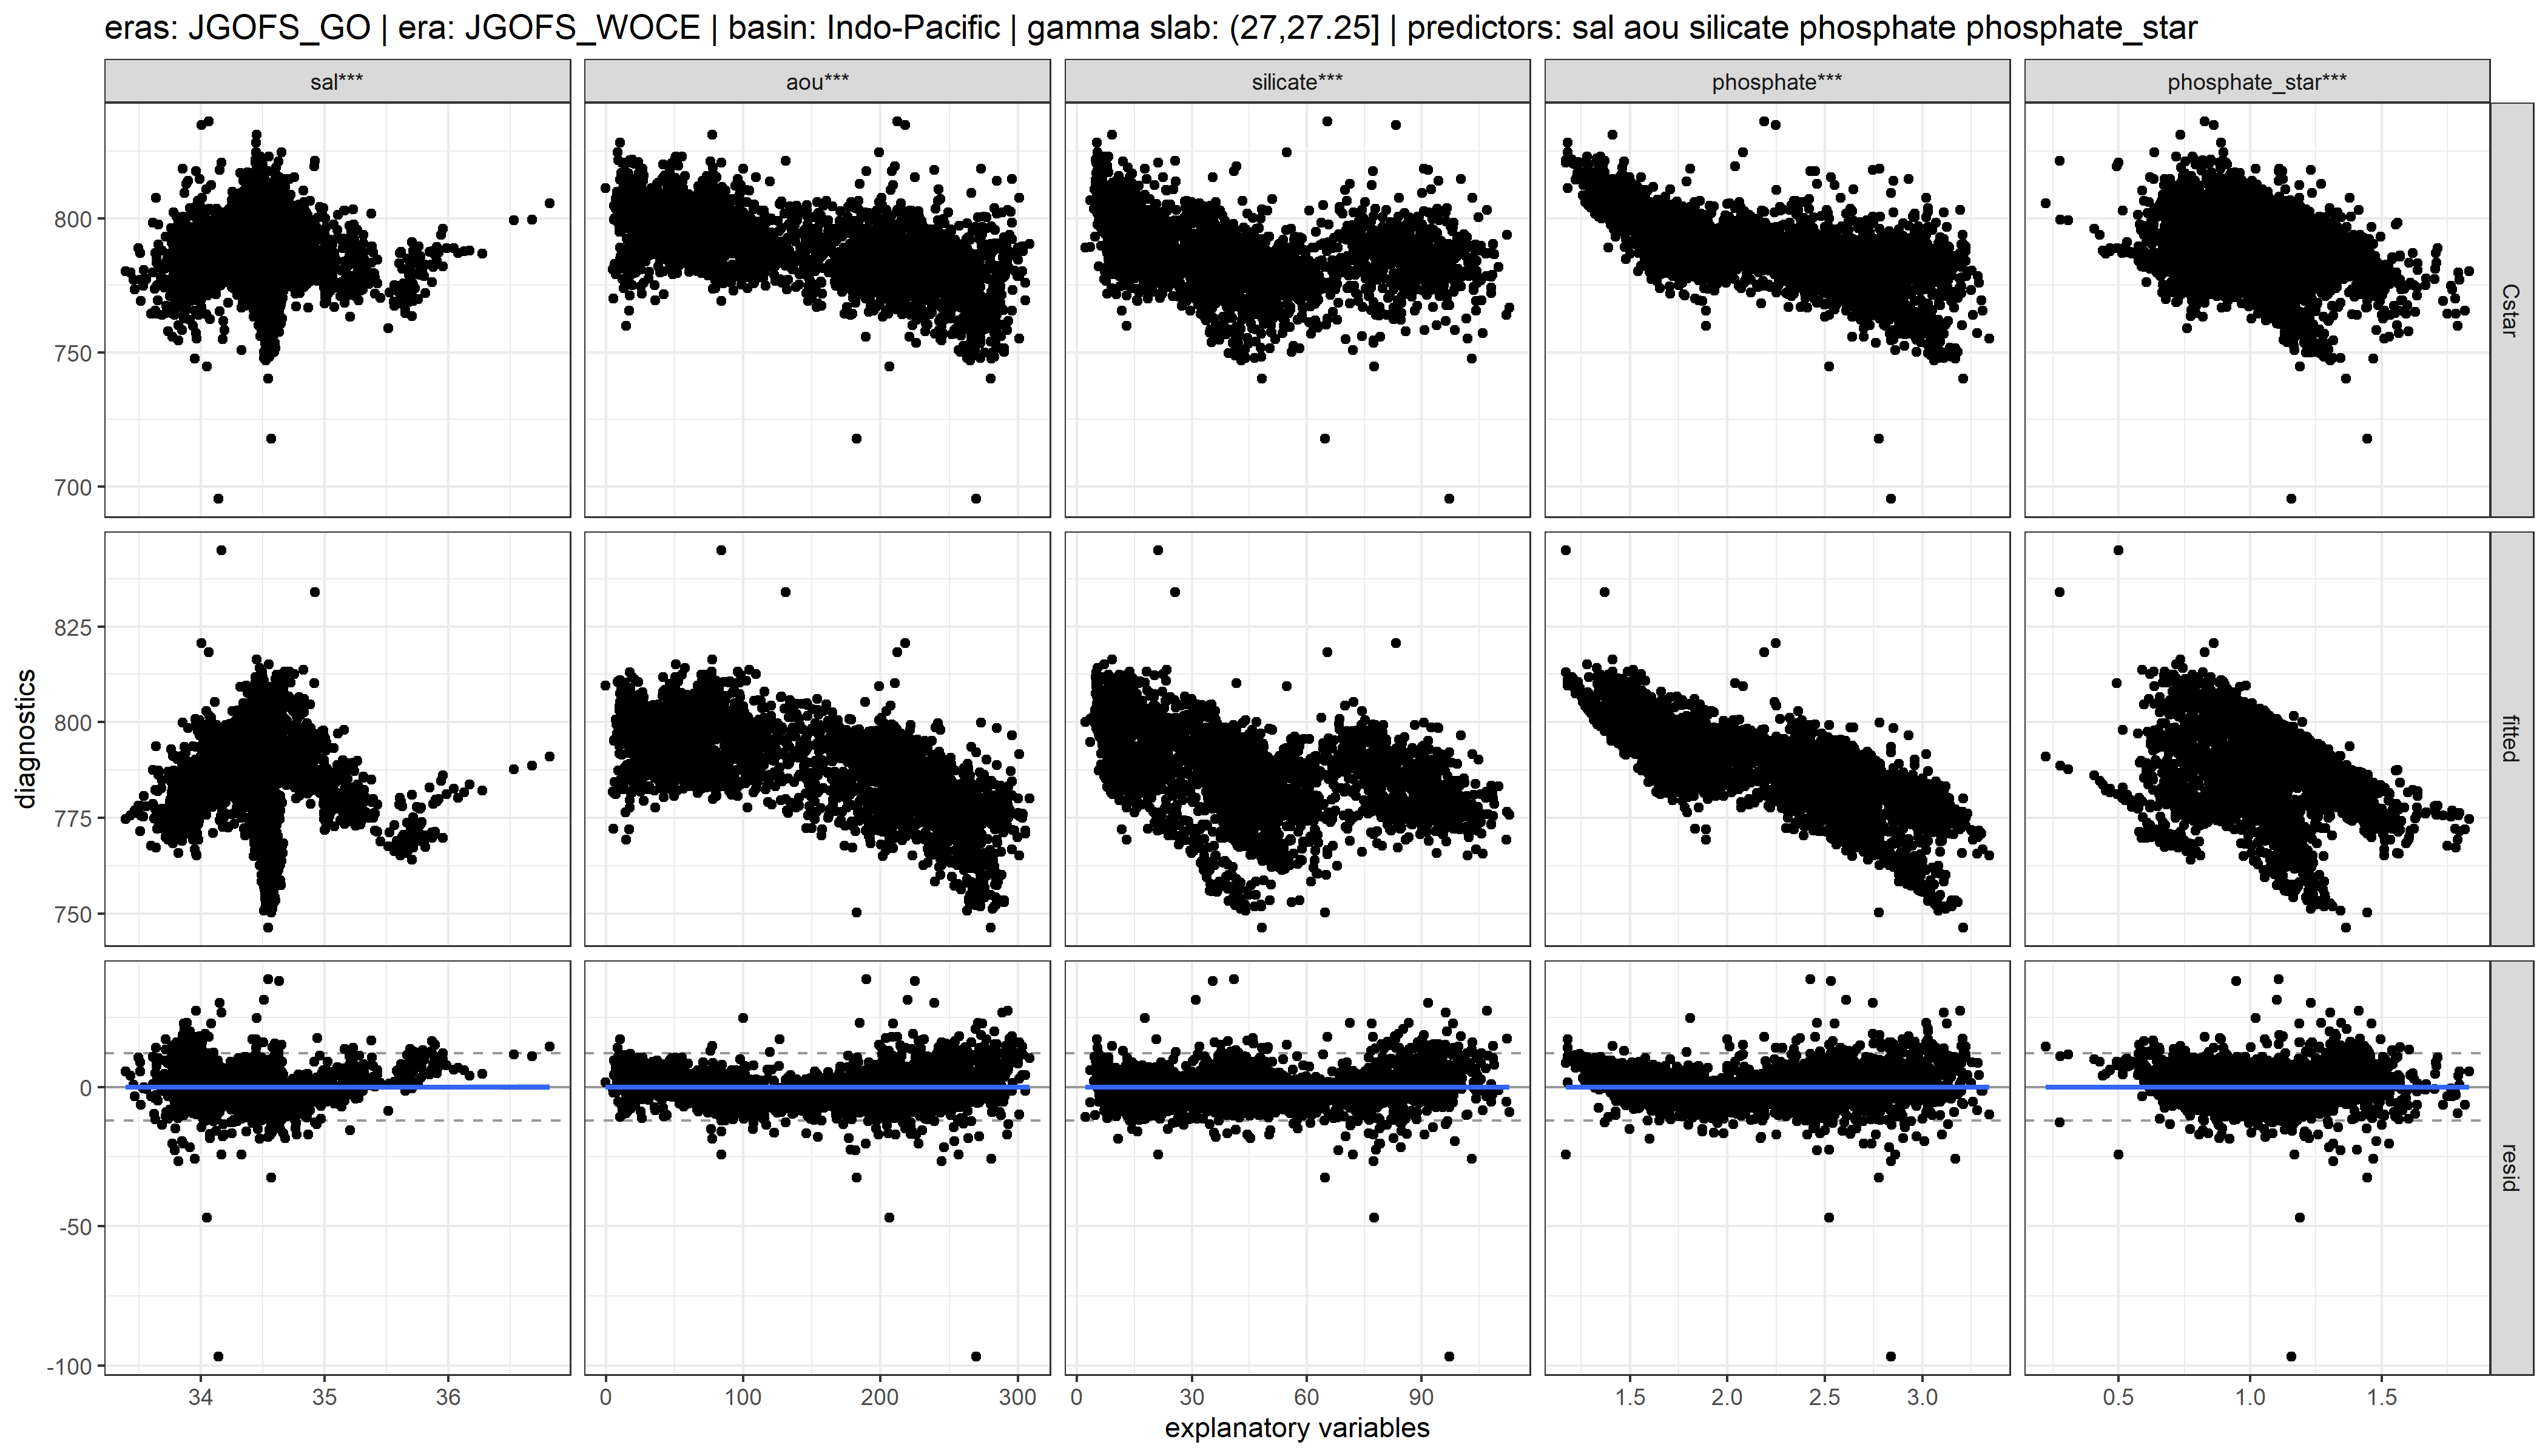 eras: JGOFS_GO | era: JGOFS_WOCE | basin: Indo-Pacific | gamma slab: (27,27.25] | predictors: sal aou silicate phosphate phosphate_star
sal*** aou*** silicate*** phosphate*** phosphate_star***
800
750
700
Cstar
825
800
775
750
fitted
diagnostics
0
-50
-100
resid
34 35 36 0 100 200 300 0 30 60 90 1.5 2.0 2.5 3.0 0.5 1.0 1.5
explanatory variables